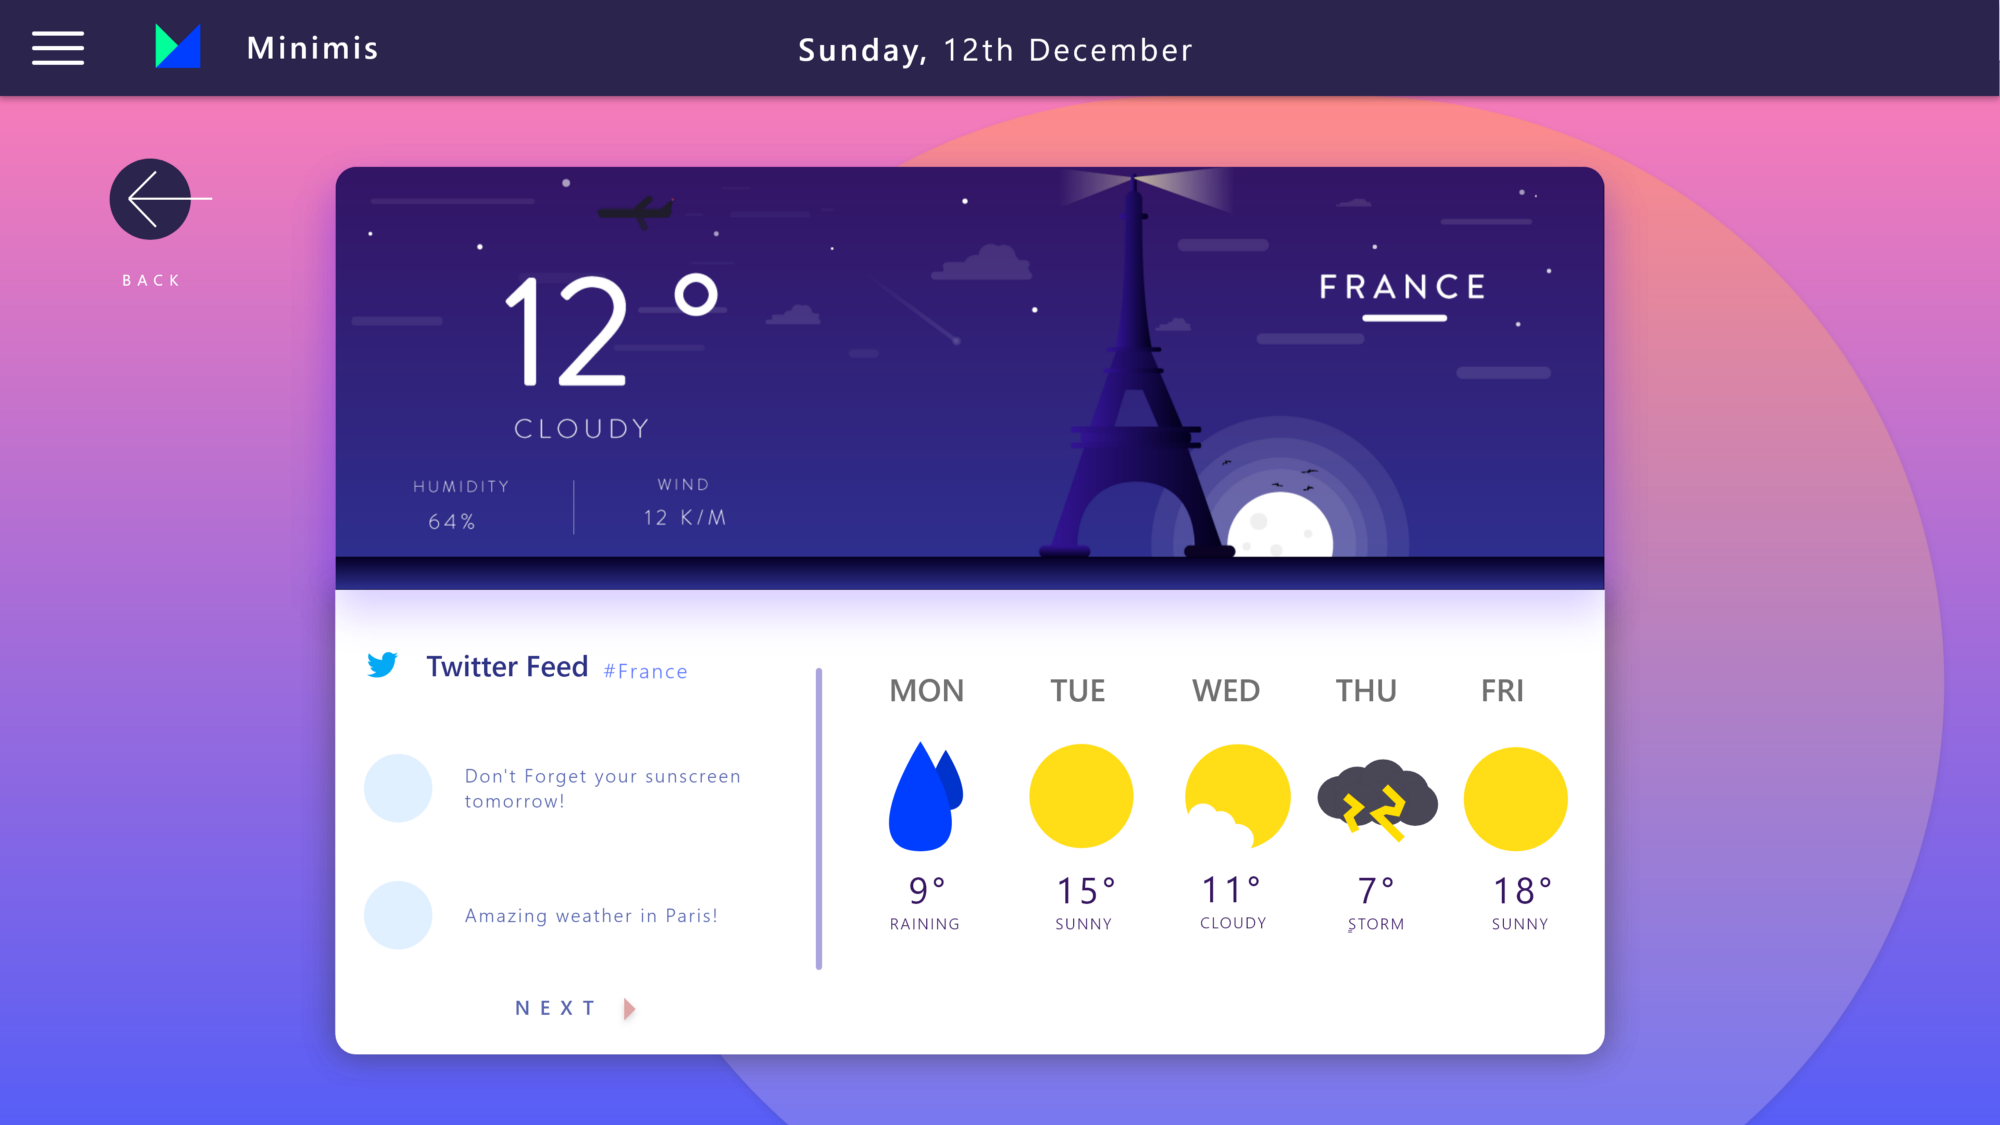 Minimis
Sunday, 12th December
BACK
12°
CLOUDY
HUMIDITY
64%
WIND
12 K/M
FRANCE
Twitter Feed #France
Don't Forget your sunscreen
tomorrow!
Amazing weather in Paris!
NEXT
MON TUE WED THU FRI
9° 15° 11° 7° 18°
RAINING SUNNY CLOUDY STORM SUNNY